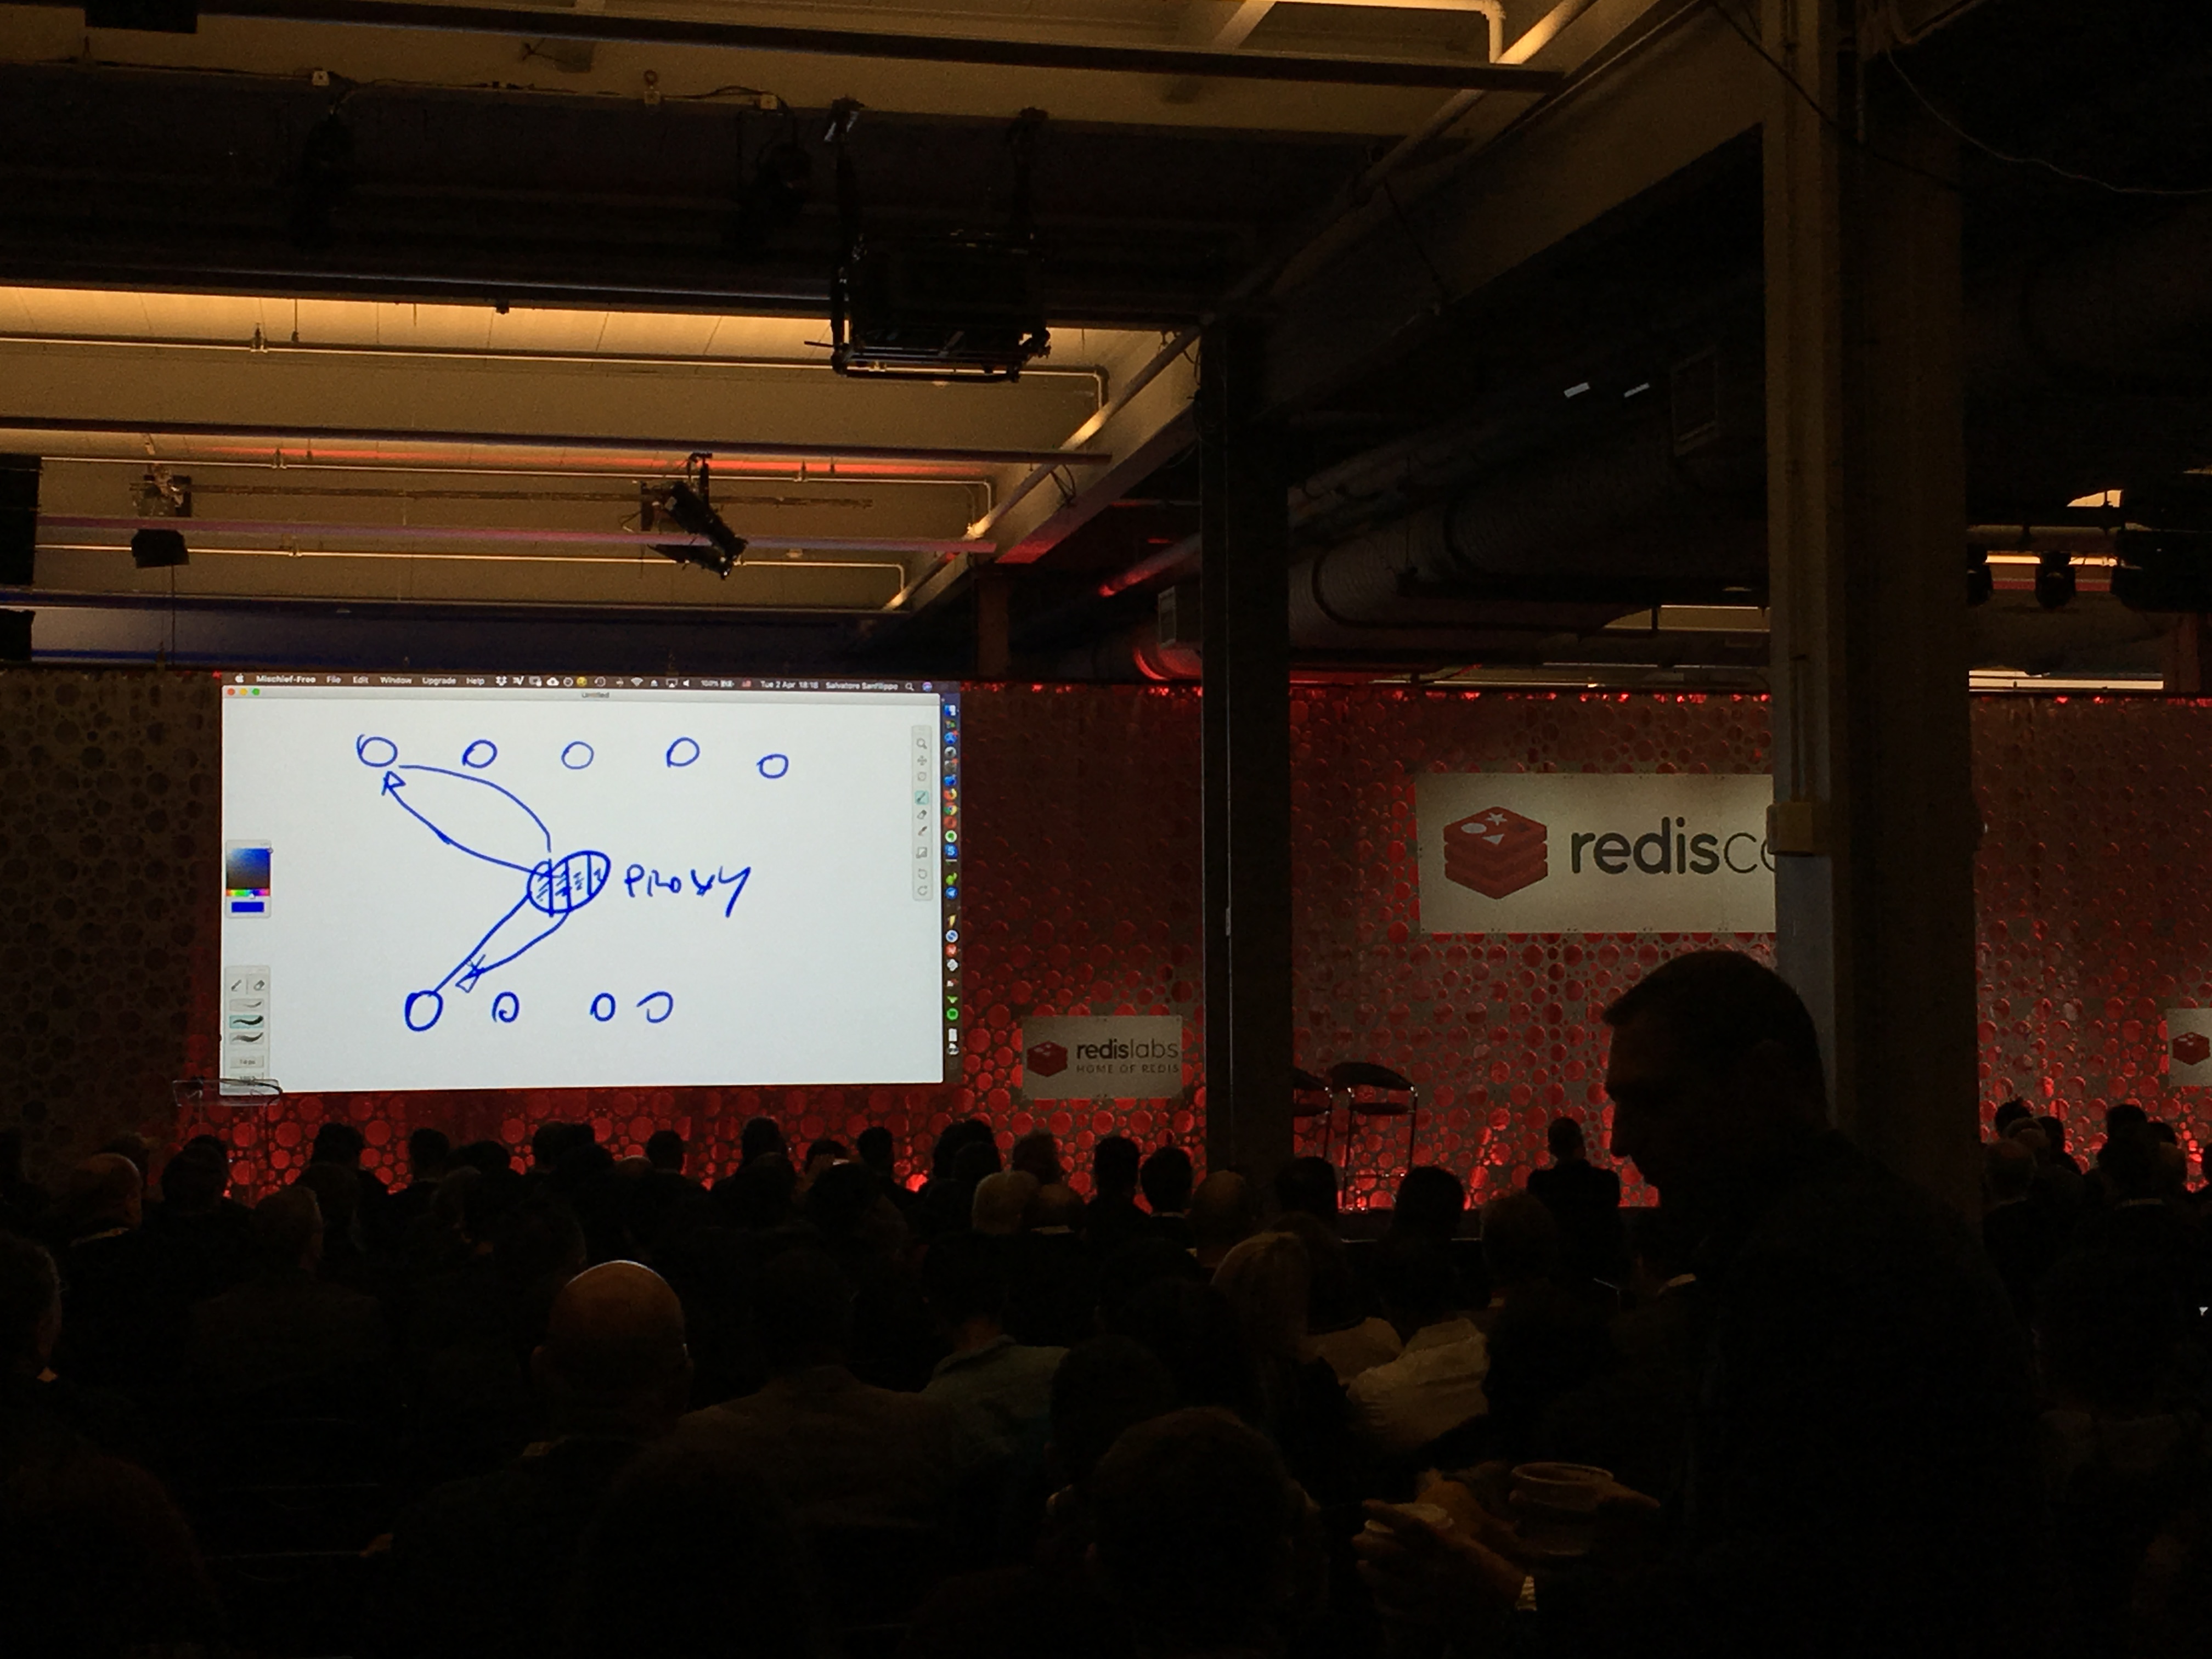 Mischief-Free File Edit Window Upgrade Help 100% Tue 2 Apr 18:18 Salvatore Sanfilippo
Untitled
PROXY
redisco
redislabs
HOME OF REDIS